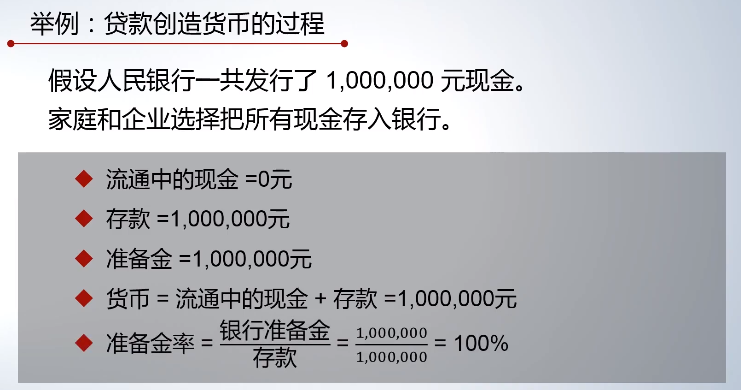 举例：贷款创造货币的过程
假设人民银行一共发行了 1,000,000 元现金。
家庭和企业选择把所有现金存入银行。
◆ 流通中的现金 =0元
◆ 存款 =1,000,000元
◆ 准备金 =1,000,000元
◆ 货币 = 流通中的现金 + 存款 =1,000,000元
◆ 准备金率 = 银行准备金/存款 = 1,000,000/1,000,000 = 100%